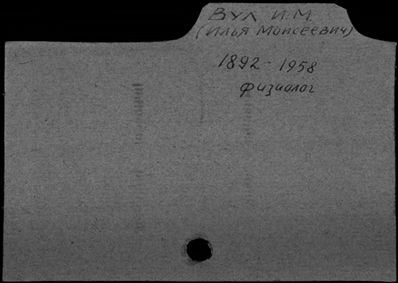 Вул И.М.
(Илья Моисеевич)
1892-1958
физиолог